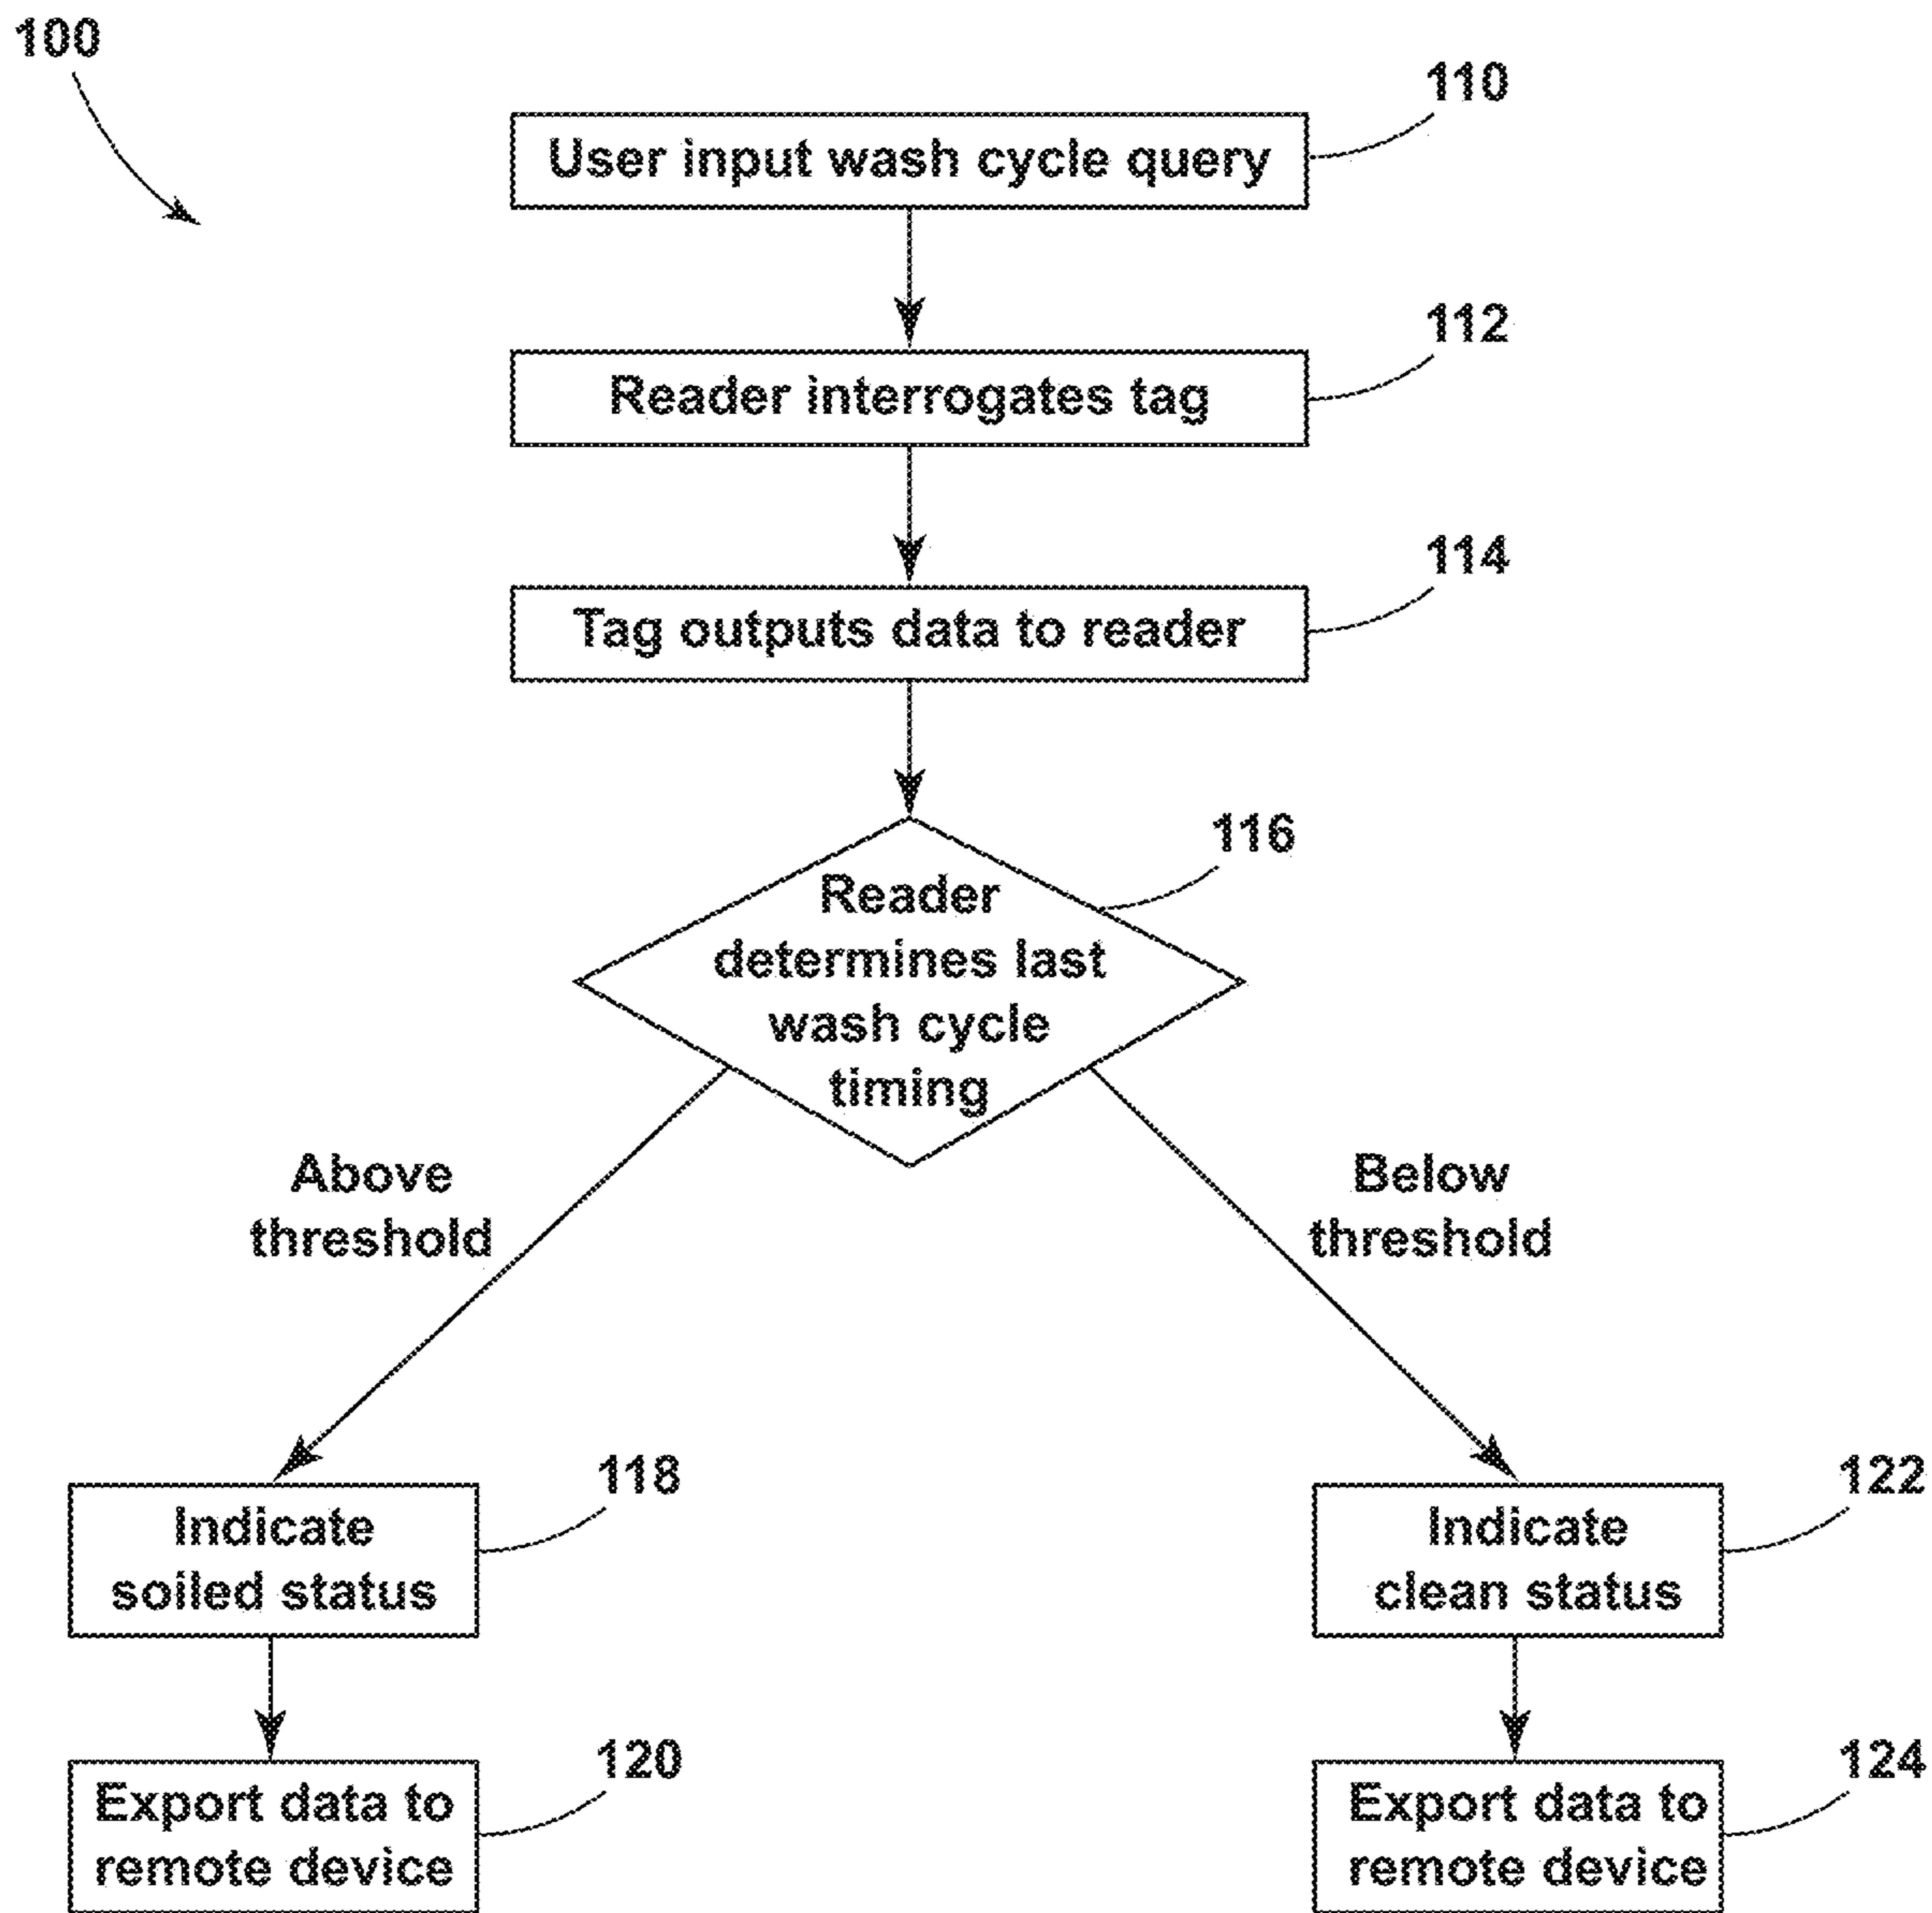 100
110
User input wash cycle query
112
Reader interrogates tag
114
Tag outputs data to reader
116
Reader
determines last
wash cycle
timing
Above
threshold
Below
threshold
118
Indicate
soiled status
122
Indicate
clean status
120
Export data to
remote device
124
Export data to
remote device